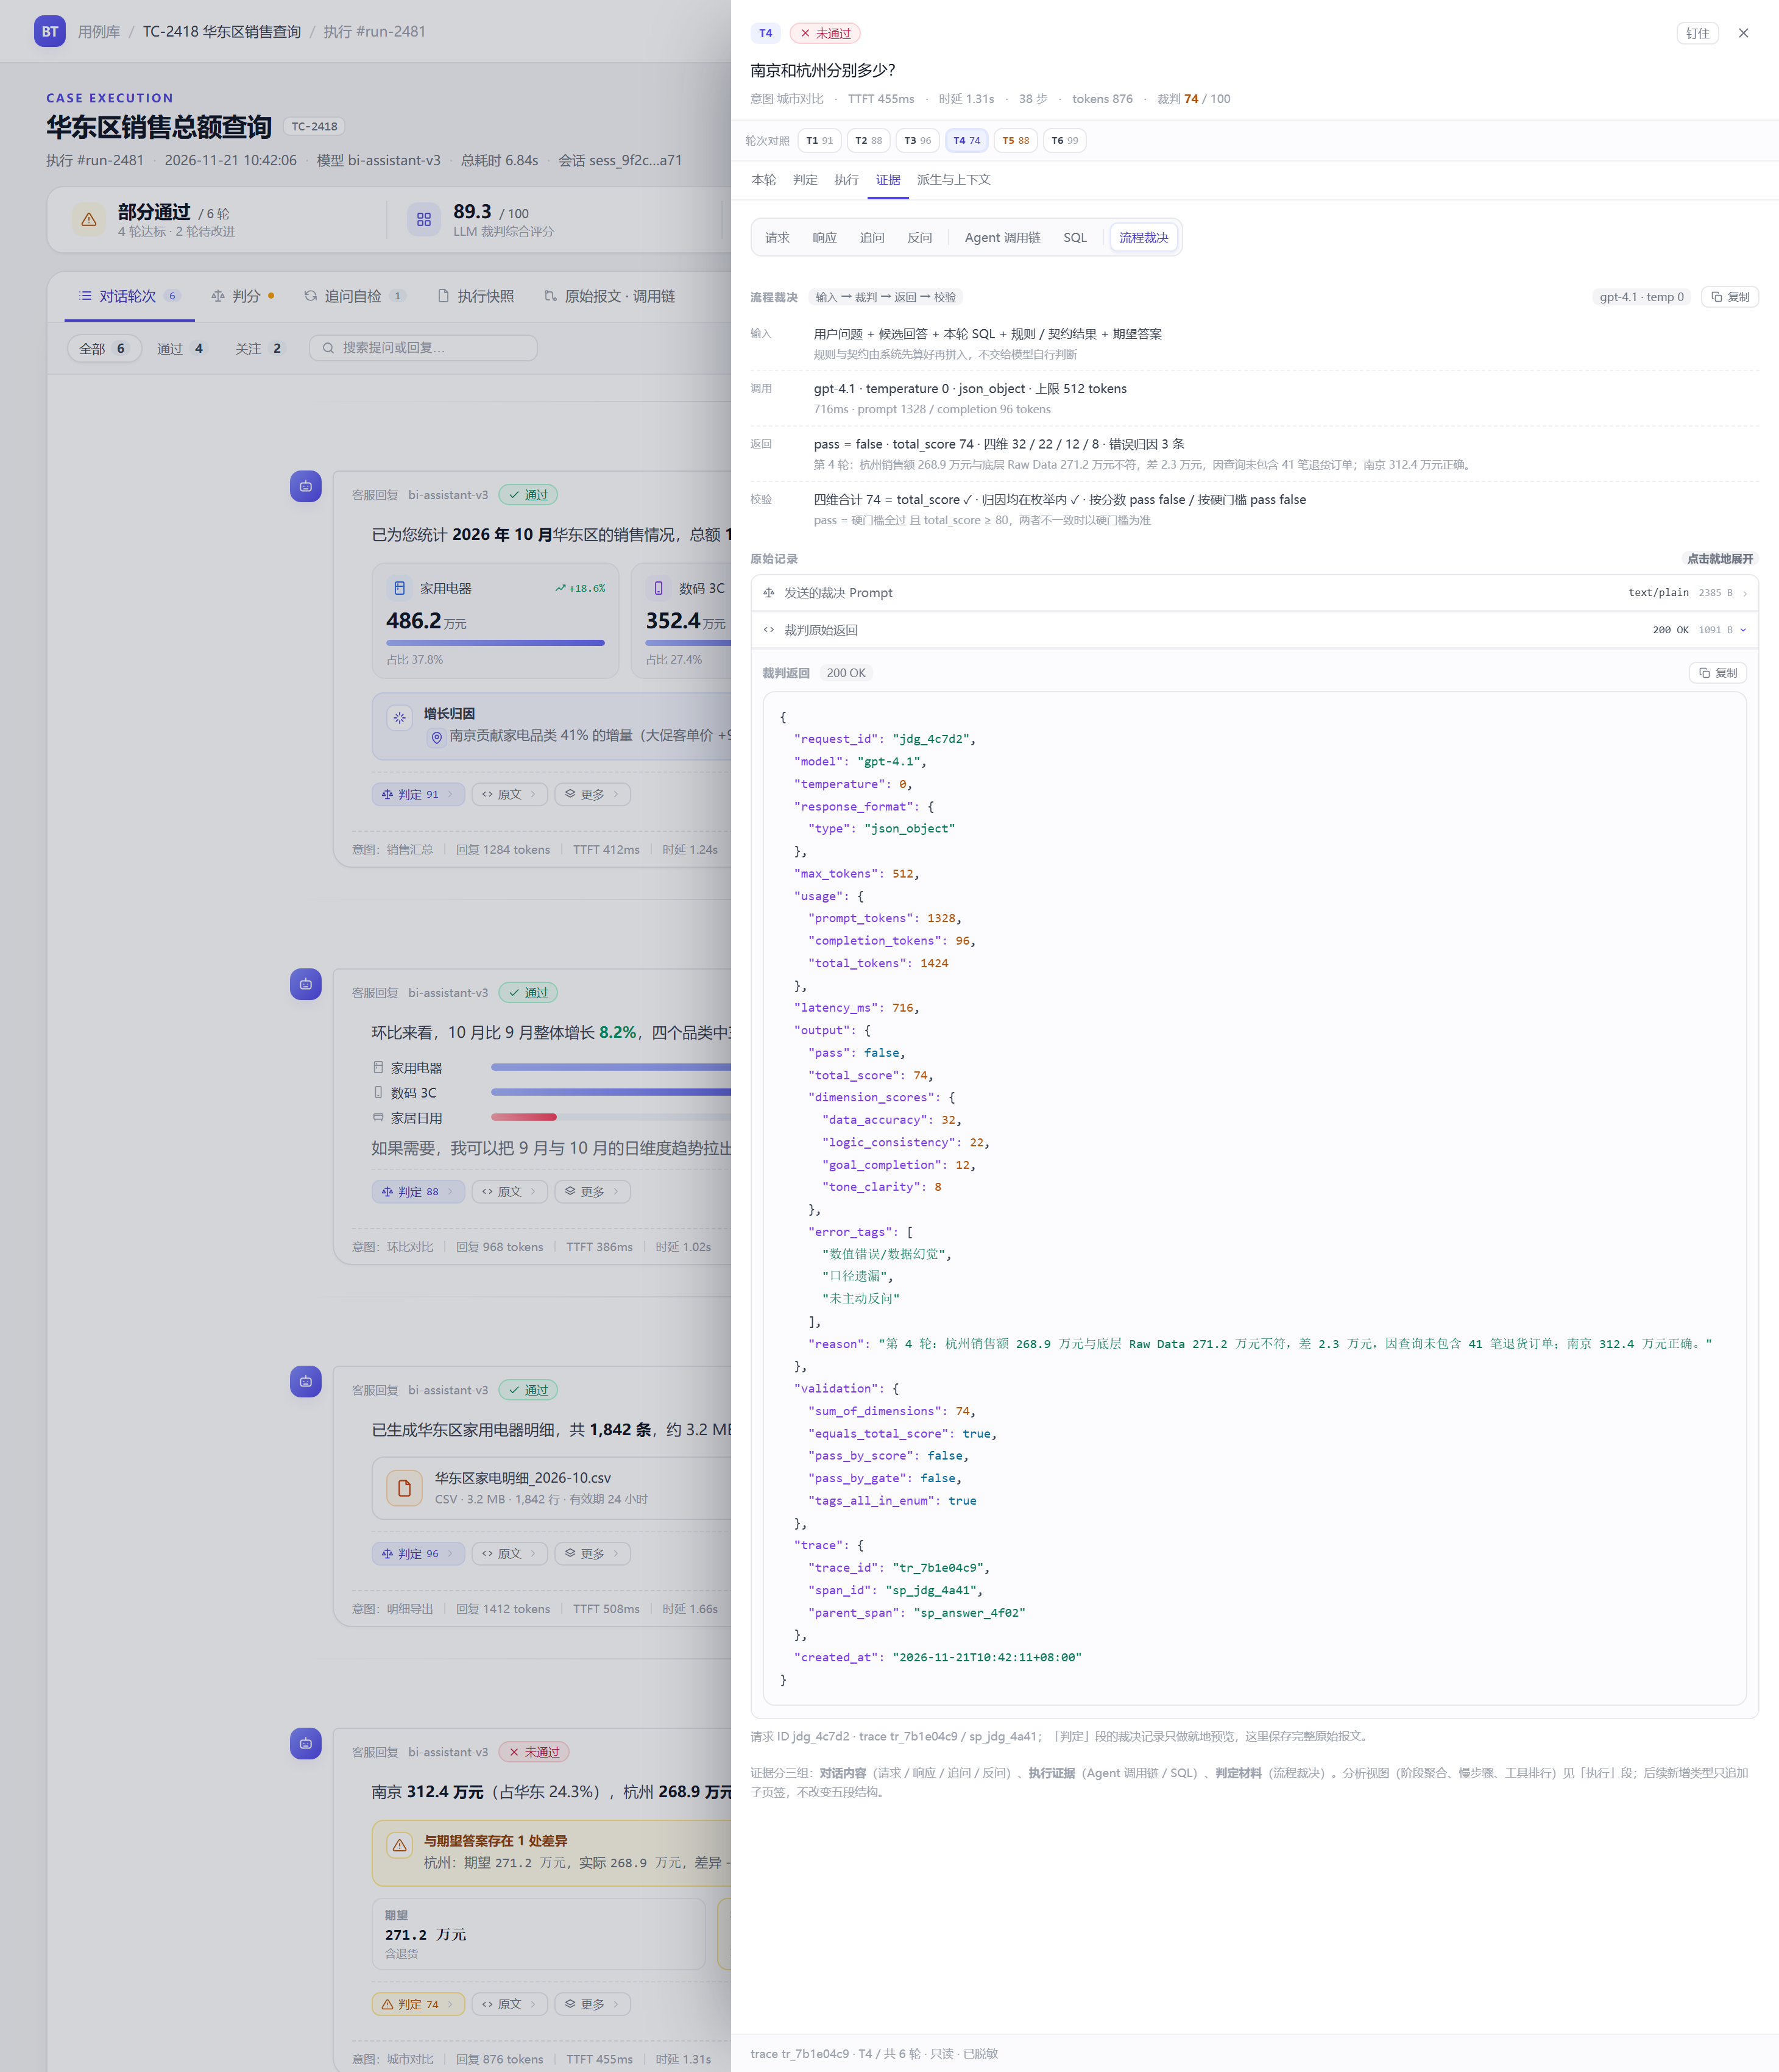 BT 用例库 / TC-2418 华东区销售查询 / 执行 #run-2481
CASE EXECUTION
华东区销售总额查询 TC-2418
执行 #run-2481 · 2026-11-21 10:42:06 · 模型 bi-assistant-v3 · 总耗时 6.84s · 会话 sess_9f2c…a71
部分通过 / 6 轮
4 轮达标 · 2 轮待改进
89.3 / 100
LLM 裁判综合评分
对话轮次 6 判分 追问自检 1 执行快照 原始报文 · 调用链
全部 6 通过 4 关注 2 搜索提问或回复…
客服回复 bi-assistant-v3 通过
已为您统计 2026 年 10 月华东区的销售情况，总额
家用电器 +18.6%
486.2 万元
占比 37.8%
数码 3C
352.4 万元
占比 27.4%
增长归因
南京贡献家电品类 41% 的增量（大促客单价
判定 91 原文 更多
意图：销售汇总 回复 1284 tokens TTFT 412ms 时延 1.24s
客服回复 bi-assistant-v3 通过
环比来看，10 月比 9 月整体增长 8.2%，四个品类中
家用电器
数码 3C
家居日用
如果需要，我可以把 9 月与 10 月的日维度趋势拉出
判定 88 原文 更多
意图：环比对比 回复 968 tokens TTFT 386ms 时延 1.02s
客服回复 bi-assistant-v3 通过
已生成华东区家用电器明细，共 1,842 条，约 3.2 MB
华东区家电明细_2026-10.csv
CSV · 3.2 MB · 1,842 行 · 有效期 24 小时
判定 96 原文 更多
意图：明细导出 回复 1412 tokens TTFT 508ms 时延 1.66s
客服回复 bi-assistant-v3 未通过
南京 312.4 万元（占华东 24.3%），杭州 268.9 万元
与期望答案存在 1 处差异
杭州：期望 271.2 万元，实际 268.9 万元，差异
期望
271.2 万元
含退货
判定 74 原文 更多
意图：城市对比 回复 876 tokens TTFT 455ms 时延 1.31s
T4 未通过 钉住
南京和杭州分别多少？
意图 城市对比 · TTFT 455ms · 时延 1.31s · 38 步 · tokens 876 · 裁判 74 / 100
轮次对照 T1 91 T2 88 T3 96 T4 74 T5 88 T6 99
本轮 判定 执行 证据 派生与上下文
请求 响应 追问 反问 Agent 调用链 SQL 流程裁决
流程裁决 输入 → 裁判 → 返回 → 校验 gpt-4.1 · temp 0 复制
输入 用户问题 + 候选回答 + 本轮 SQL + 规则 / 契约结果 + 期望答案
规则与契约由系统先算好再拼入，不交给模型自行判断
调用 gpt-4.1 · temperature 0 · json_object · 上限 512 tokens
716ms · prompt 1328 / completion 96 tokens
返回 pass = false · total_score 74 · 四维 32 / 22 / 12 / 8 · 错误归因 3 条
第 4 轮：杭州销售额 268.9 万元与底层 Raw Data 271.2 万元不符，差 2.3 万元，因查询未包含 41 笔退货订单；南京 312.4 万元正确。
校验 四维合计 74 = total_score ✓ · 归因均在枚举内 ✓ · 按分数 pass false / 按硬门槛 pass false
pass = 硬门槛全过 且 total_score ≥ 80，两者不一致时以硬门槛为准
原始记录 点击就地展开
发送的裁决 Prompt text/plain 2385 B
裁判原始返回 200 OK 1091 B
裁判返回 200 OK 复制
{
"request_id": "jdg_4c7d2",
"model": "gpt-4.1",
"temperature": 0,
"response_format": {
"type": "json_object"
},
"max_tokens": 512,
"usage": {
"prompt_tokens": 1328,
"completion_tokens": 96,
"total_tokens": 1424
},
"latency_ms": 716,
"output": {
"pass": false,
"total_score": 74,
"dimension_scores": {
"data_accuracy": 32,
"logic_consistency": 22,
"goal_completion": 12,
"tone_clarity": 8
},
"error_tags": [
"数值错误/数据幻觉",
"口径遗漏",
"未主动反问"
],
"reason": "第 4 轮：杭州销售额 268.9 万元与底层 Raw Data 271.2 万元不符，差 2.3 万元，因查询未包含 41 笔退货订单；南京 312.4 万元正确。"
},
"validation": {
"sum_of_dimensions": 74,
"equals_total_score": true,
"pass_by_score": false,
"pass_by_gate": false,
"tags_all_in_enum": true
},
"trace": {
"trace_id": "tr_7b1e04c9",
"span_id": "sp_jdg_4a41",
"parent_span": "sp_answer_4f02"
},
"created_at": "2026-11-21T10:42:11+08:00"
}
请求 ID jdg_4c7d2 · trace tr_7b1e04c9 / sp_jdg_4a41；「判定」段的裁决记录只做就地预览，这里保存完整原始报文。
证据分三组：对话内容（请求 / 响应 / 追问 / 反问）、执行证据（Agent 调用链 / SQL）、判定材料（流程裁决）。分析视图（阶段聚合、慢步骤、工具排行）见「执行」段；后续新增类型只追加
子页签，不改变五段结构。
trace tr_7b1e04c9 · T4 / 共 6 轮 · 只读 · 已脱敏